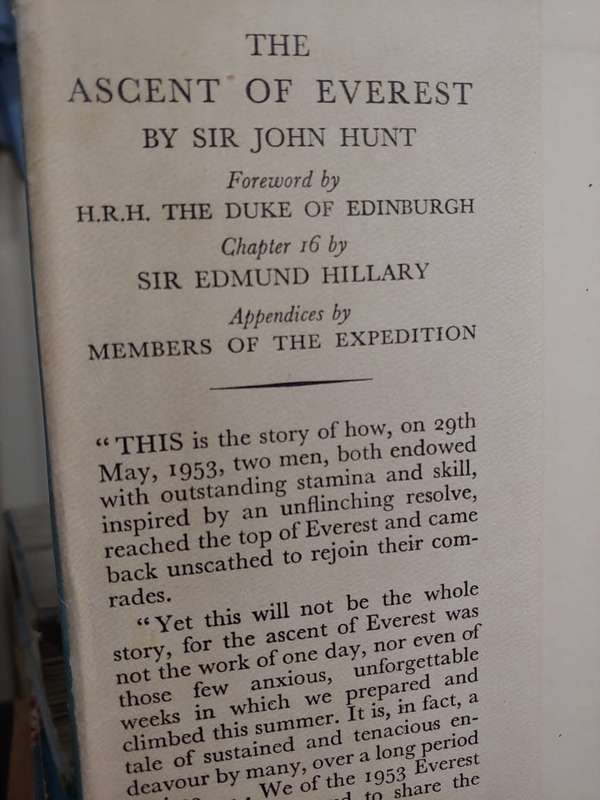 THE
ASCENT OF EVEREST
BY SIR JOHN HUNT
Foreword by
H.R.H. THE DUKE OF EDINBURGH
Chapter 16 by
SIR EDMUND HILLARY
Appendices by
MEMBERS OF THE EXPEDITION
“THIS is the story of how, on 29th
May, 1953, two men, both endowed
with outstanding stamina and skill,
inspired by an unflinching resolve,
reached the top of Everest and came
back unscathed to rejoin their com-
rades.
“Yet this will not be the whole
story, for the ascent of Everest was
not the work of one day, nor even of
those few anxious, unforgettable
weeks in which we prepared and
climbed this summer. It is, in fact, a
tale of sustained and tenacious en-
deavour by many, over a long period
We of the 1953 Everest
to share the